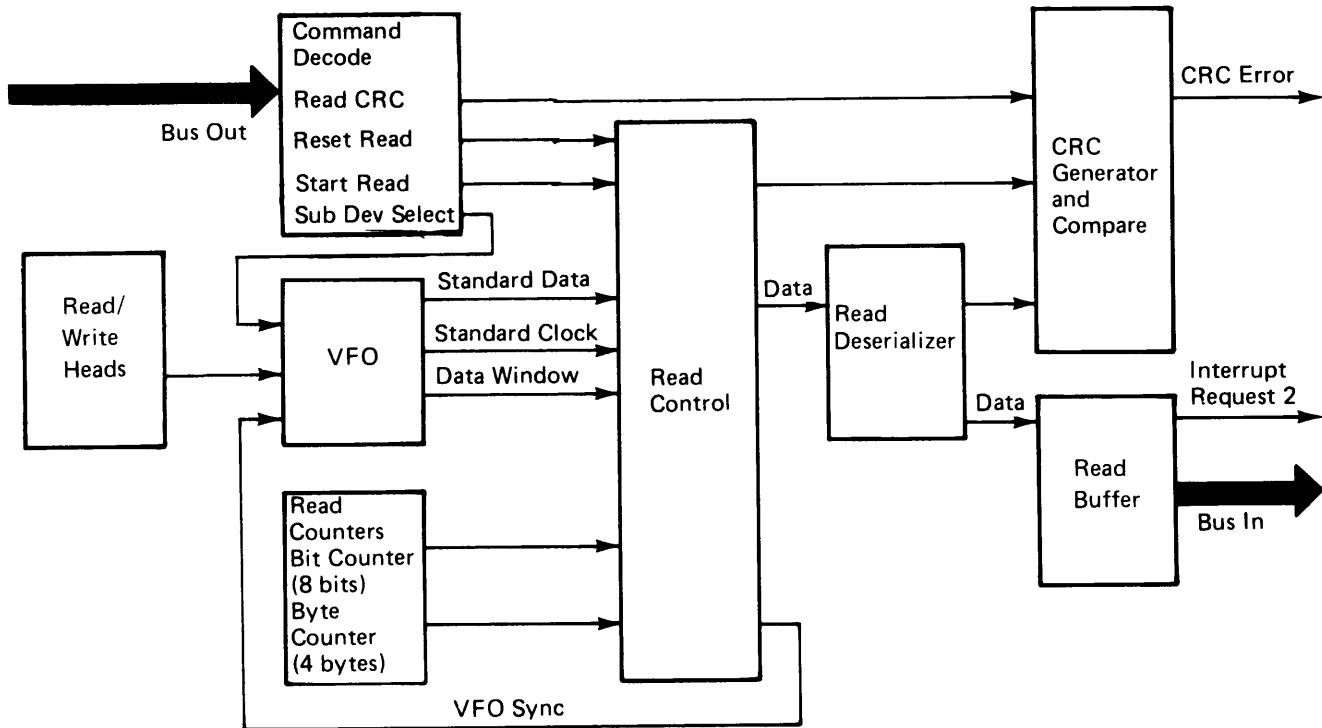 Command
Decode
Read CRC
Reset Read
Start Read
Sub Dev Select
Bus Out
CRC Error
CRC
Generator
and
Compare
Read/
Write
Heads
VFO
Standard Data
Standard Clock
Data Window
Read
Control
Data
Read
Deserializer
Data
Interrupt
Request 2
Read
Buffer
Bus In
Read
Counters
Bit Counter
(8 bits)
Byte
Counter
(4 bytes)
VFO Sync